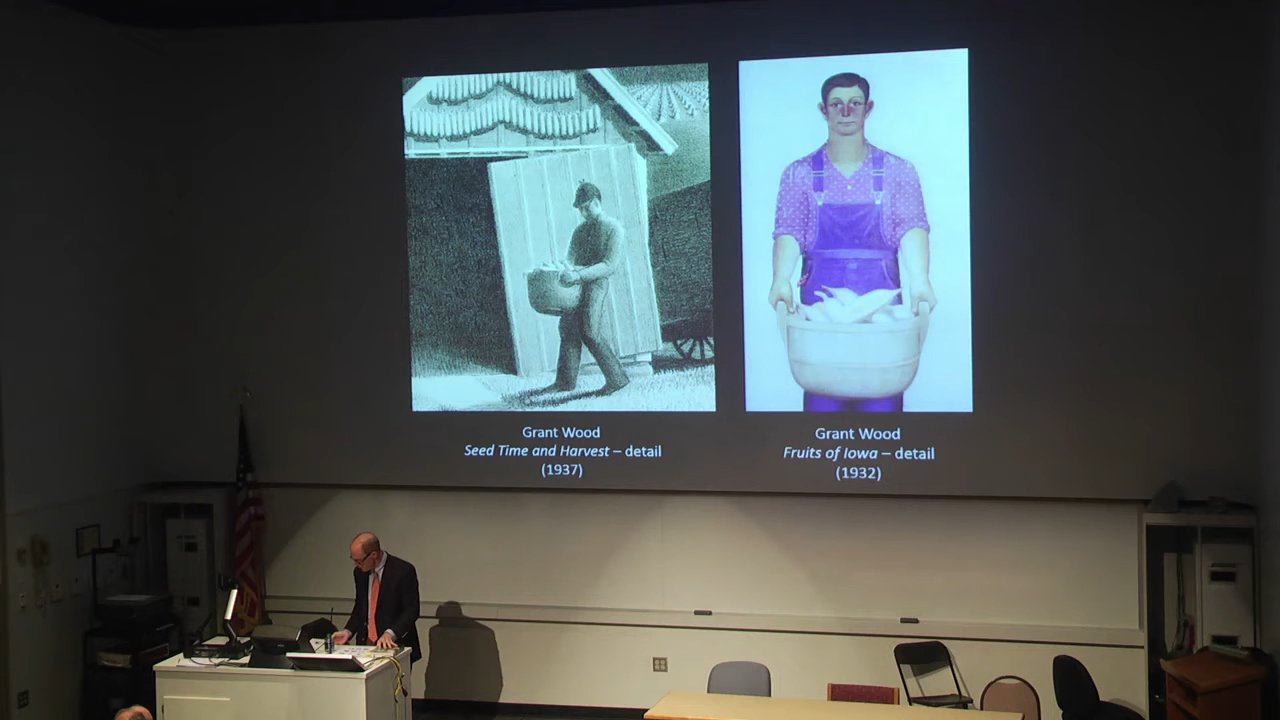 Grant Wood
Seed Time and Harvest – detail
(1937)
Grant Wood
Fruits of Iowa – detail
(1932)